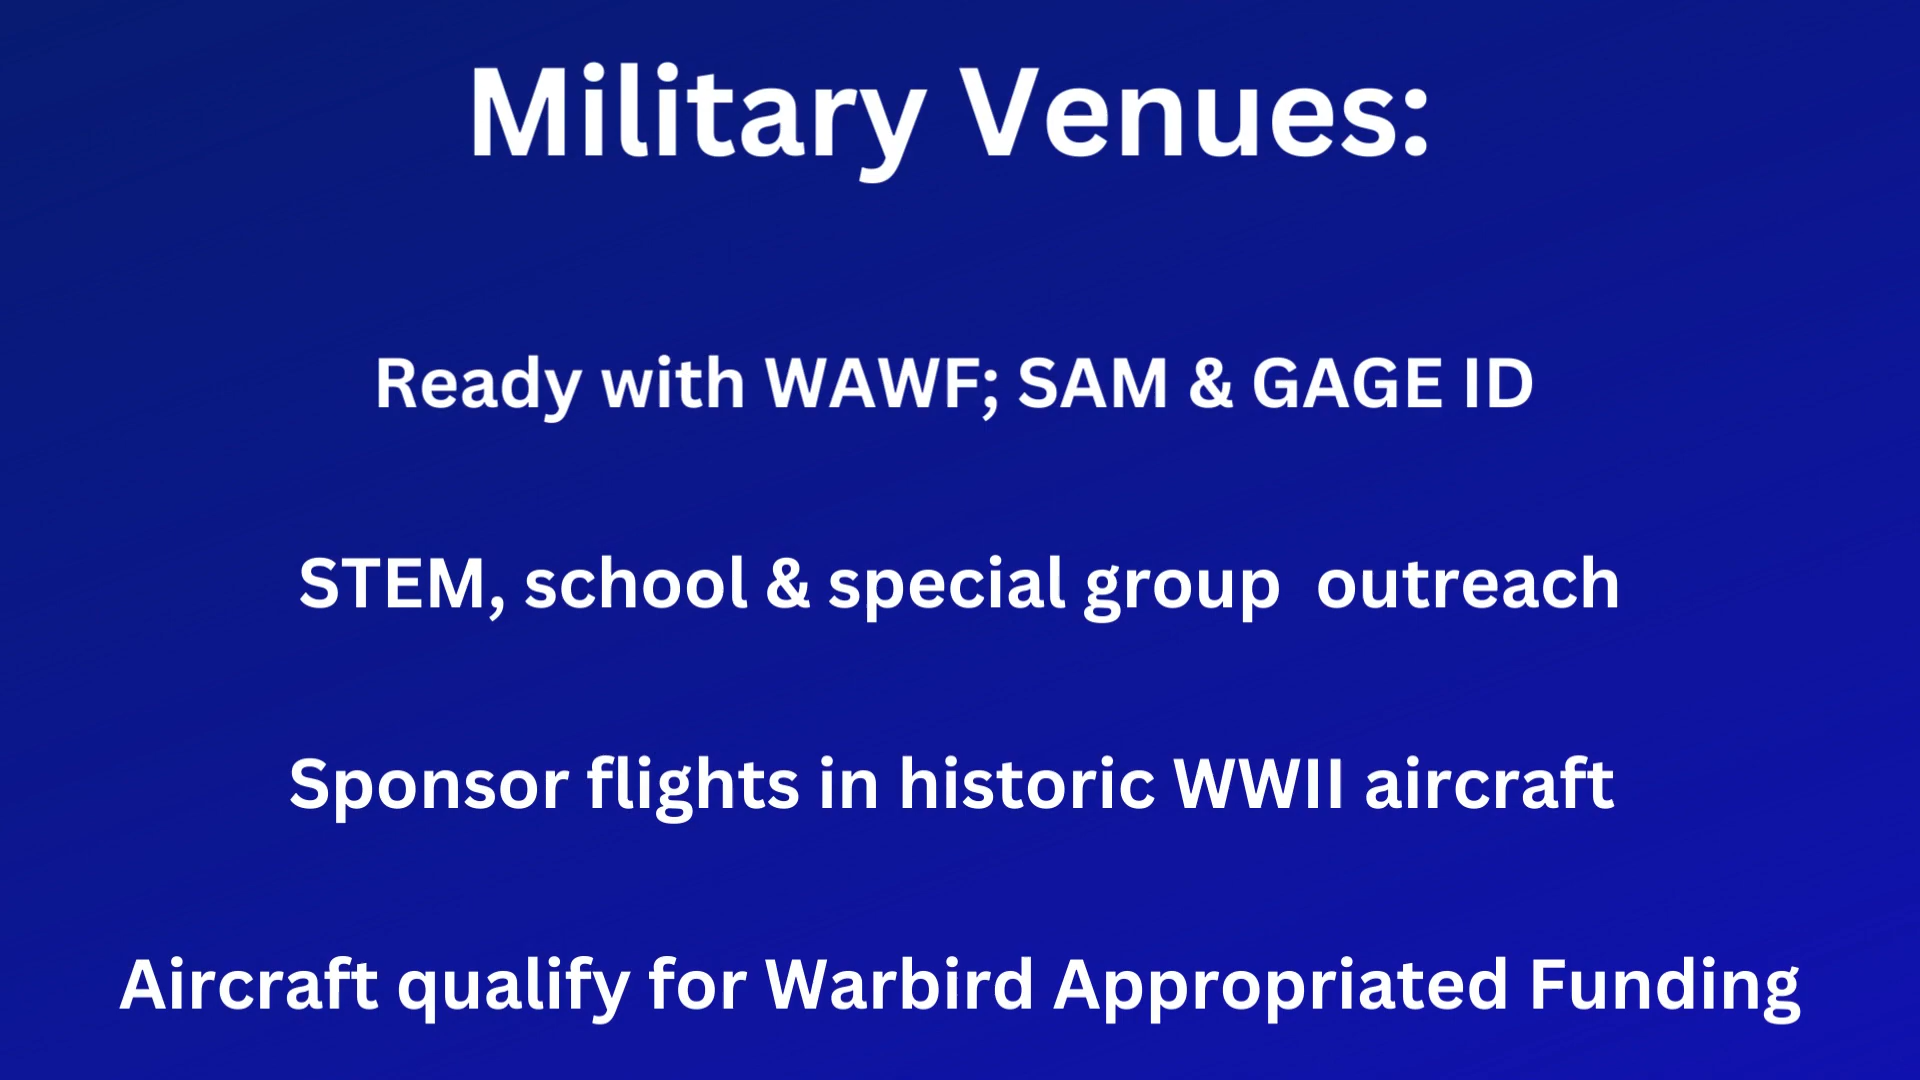 Military Venues:
Ready with WAWF; SAM & GAGE ID
STEM, school & special group  outreach
Sponsor flights in historic WWII aircraft
Aircraft qualify for Warbird Appropriated Funding